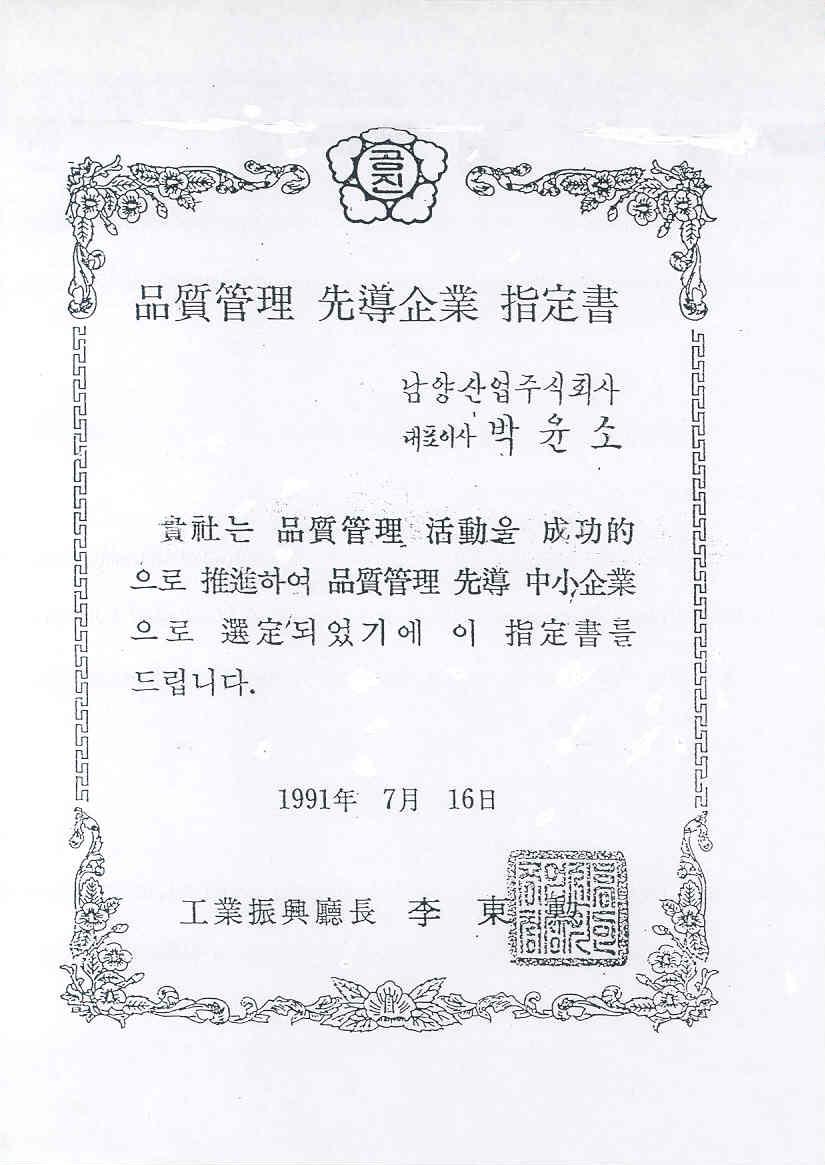 공진
品質管理 先導企業 指定書
남양산업주식회사
대표이사 박윤소
貴社는 品質管理 活動을 成功的
으로 推進하여 品質管理 先導 中小企業
으로 選定되었기에 이 指定書를
드립니다.
1991年 7月 16日
工業振興廳長 李東勳